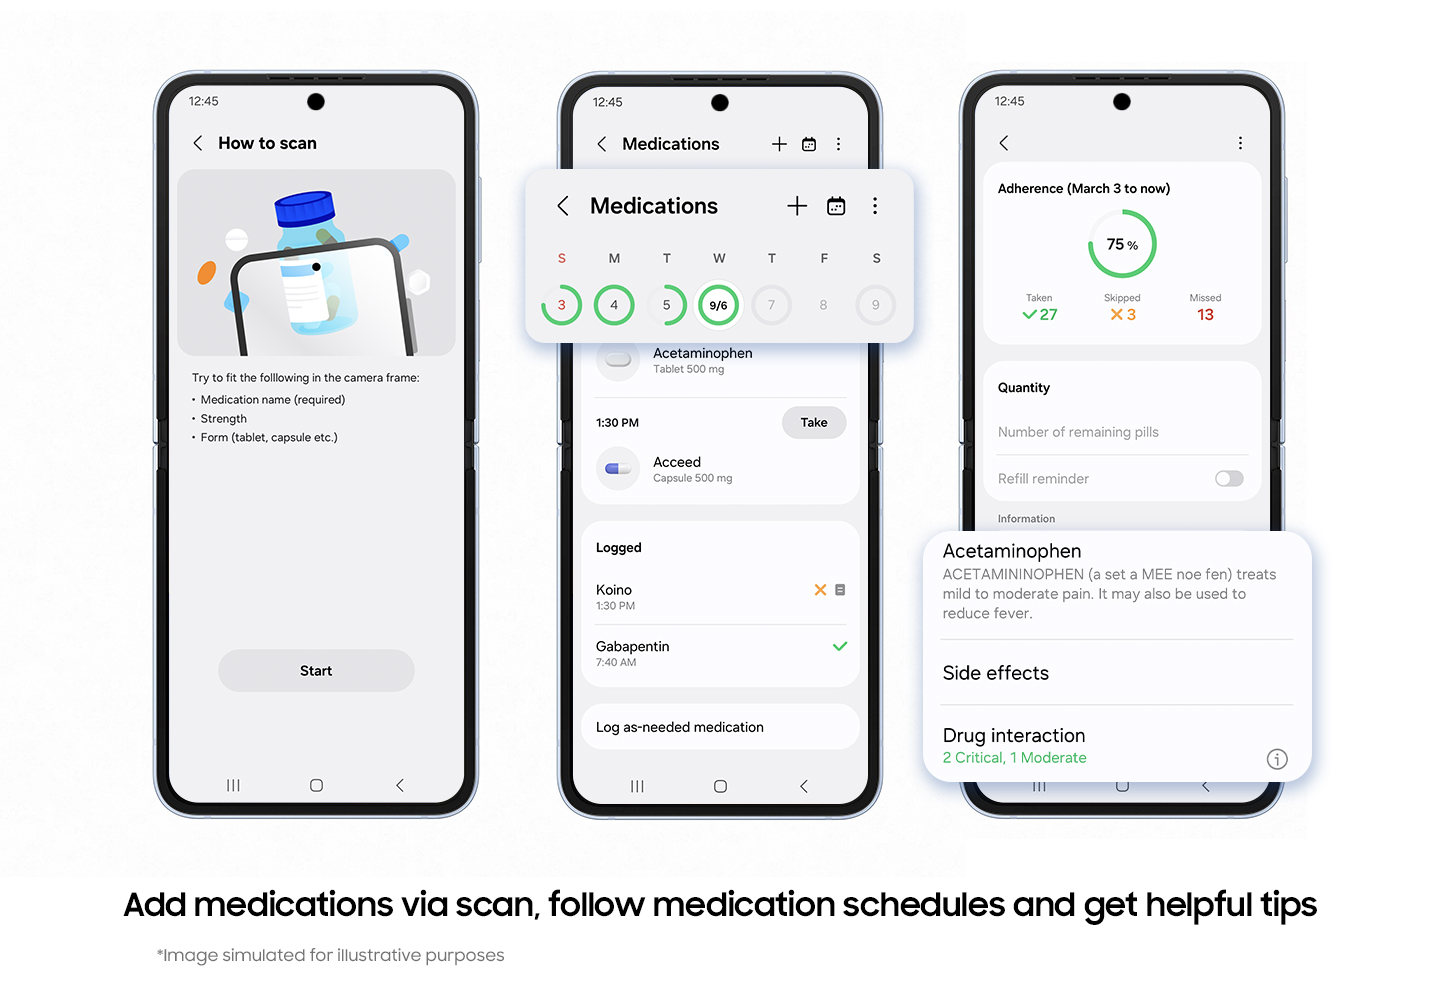 12:45
How to scan
Try to fit the folllowing in the camera frame:
• Medication name (required)
• Strength
• Form (tablet, capsule etc.)
Start
12:45
Medications
Medications
S M T W T F S
3 4 5 9/6 7 8 9
Acetaminophen
Tablet 500 mg
1:30 PM Take
Acceed
Capsule 500 mg
Logged
Koino
1:30 PM
Gabapentin
7:40 AM
Log as-needed medication
12:45
Adherence (March 3 to now)
75 %
Taken Skipped Missed
27 3 13
Quantity
Number of remaining pills
Refill reminder
Information
Acetaminophen
ACETAMININOPHEN (a set a MEE noe fen) treats
mild to moderate pain. It may also be used to
reduce fever.
Side effects
Drug interaction
2 Critical, 1 Moderate
Add medications via scan, follow medication schedules and get helpful tips
*Image simulated for illustrative purposes